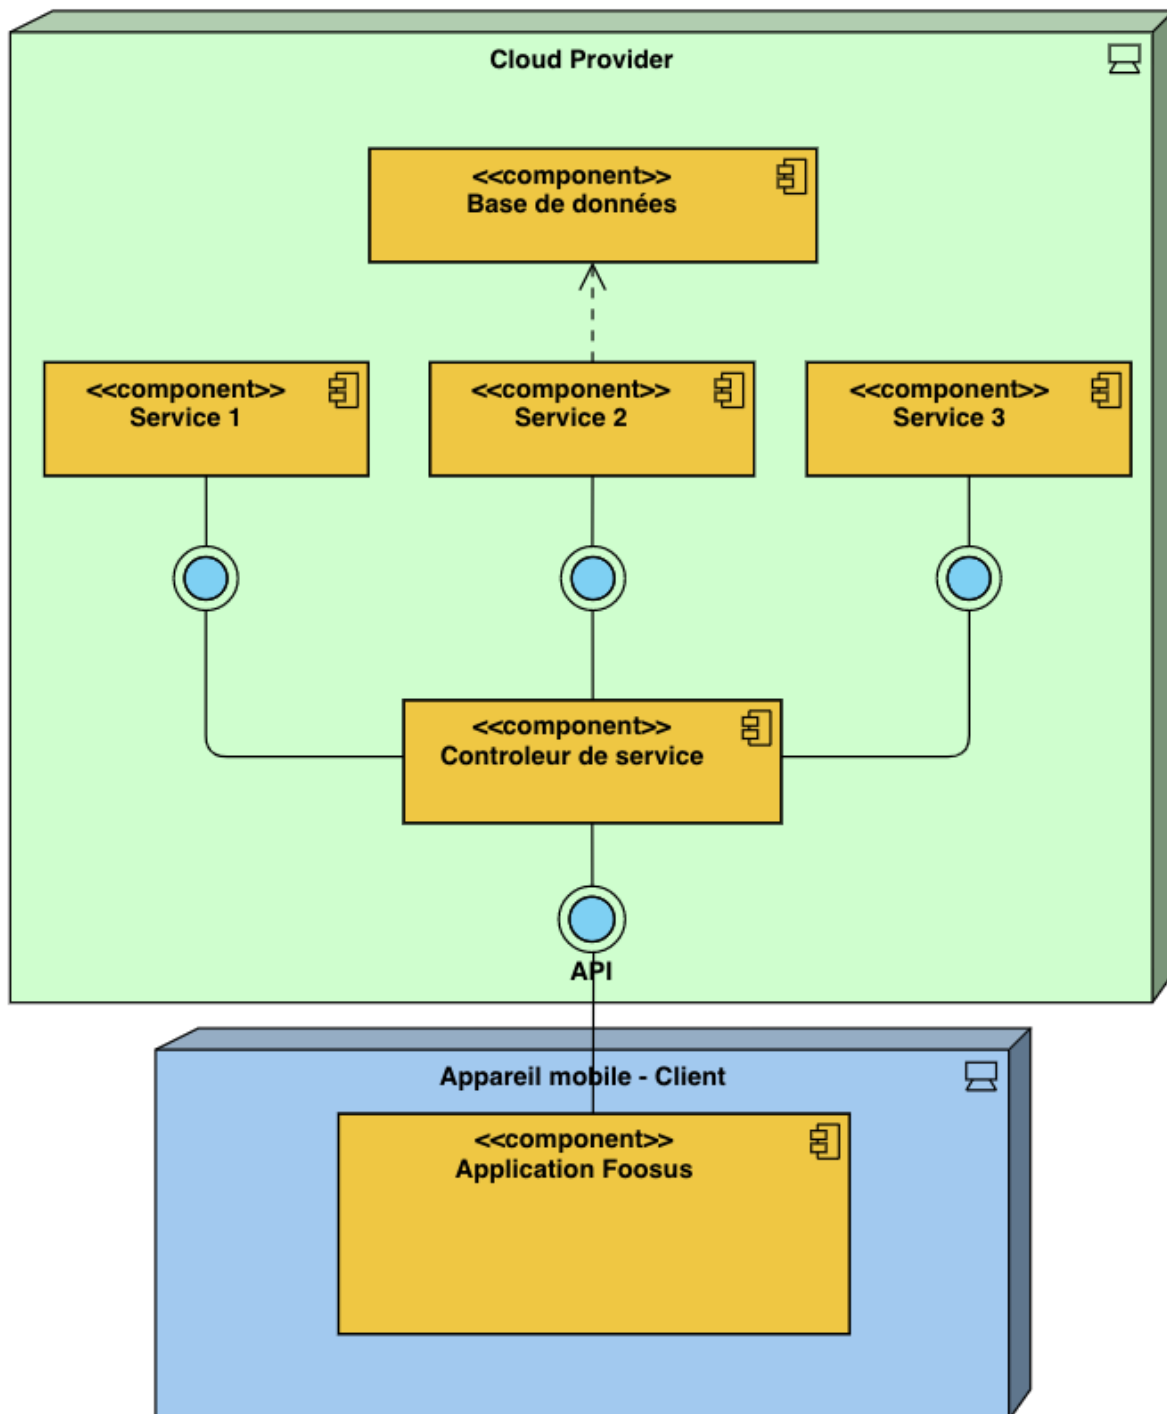 Cloud Provider
<<component>>
Base de données
<<component>>
Service 1
<<component>>
Service 2
<<component>>
Service 3
<<component>>
Controleur de service
API
Appareil mobile - Client
<<component>>
Application Foosus